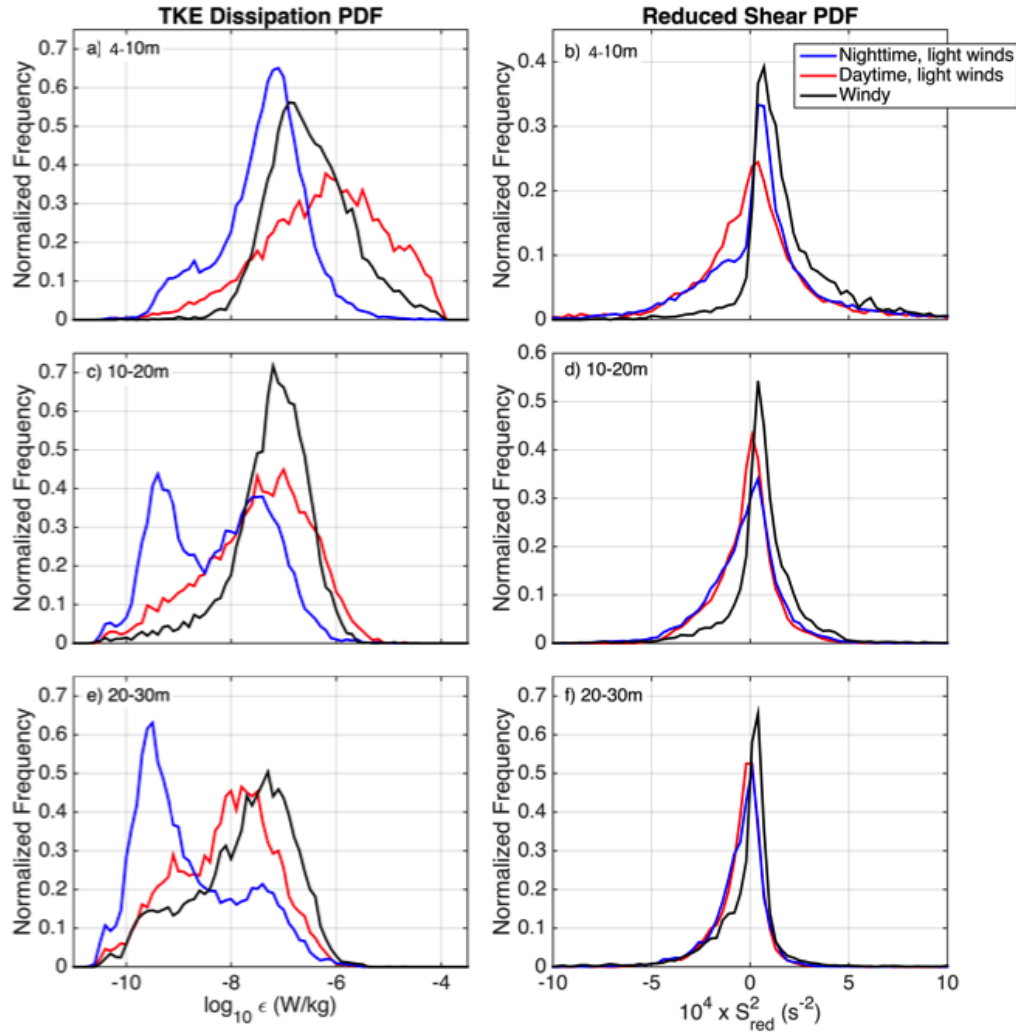 TKE Dissipation PDF
Reduced Shear PDF
a) 4-10m
0.7
0.6
0.5
0.4
0.3
0.2
0.1
0
Normalized Frequency
b) 4-10m
0.4
0.3
0.2
0.1
0
Normalized Frequency
Nighttime, light winds
Daytime, light winds
Windy
c) 10-20m
0.7
0.6
0.5
0.4
0.3
0.2
0.1
0
Normalized Frequency
d) 10-20m
0.6
0.5
0.4
0.3
0.2
0.1
0
Normalized Frequency
e) 20-30m
0.7
0.6
0.5
0.4
0.3
0.2
0.1
0
Normalized Frequency
-10 -8 -6 -4
log10 ϵ (W/kg)
f) 20-30m
0.7
0.6
0.5
0.4
0.3
0.2
0.1
0
Normalized Frequency
-10 -5 0 5 10
10^4 x S^2_red (s^-2)